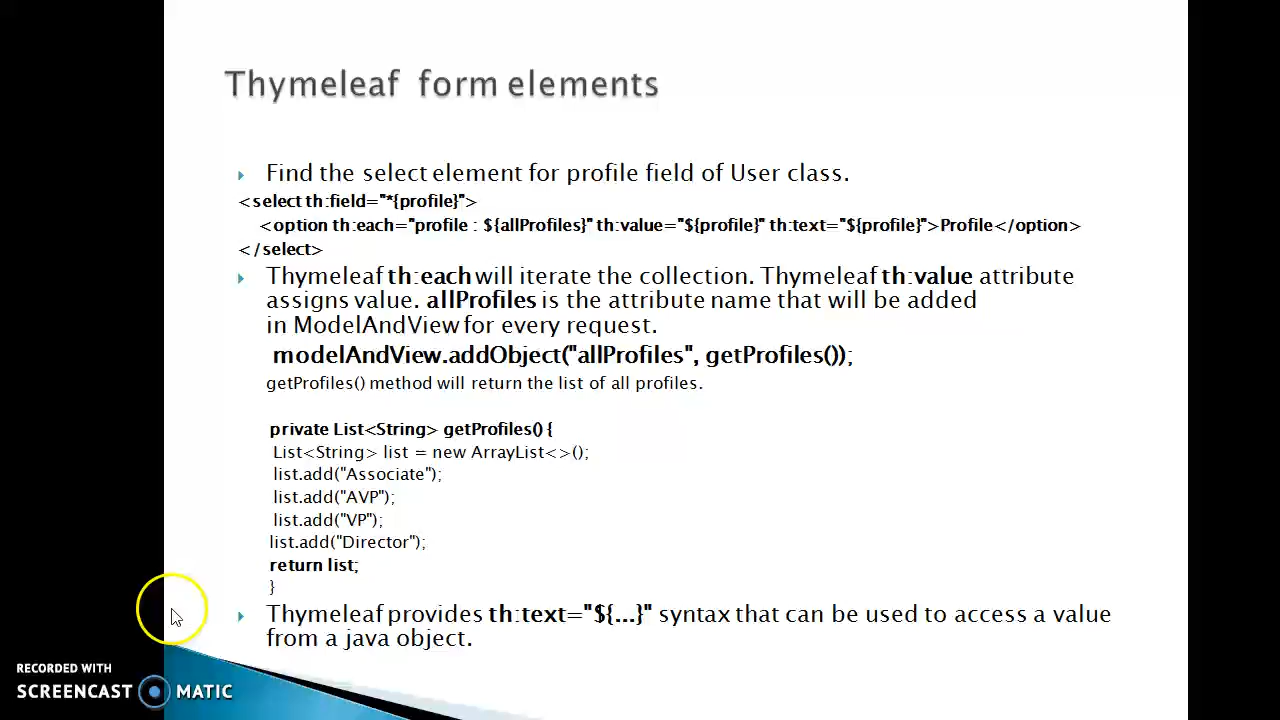 Thymeleaf form elements
Find the select element for profile field of User class.
<select th:field="*{profile}">
<option th:each="profile : ${allProfiles}" th:value="${profile}" th:text="${profile}">Profile</option>
</select>
Thymeleaf th:each will iterate the collection. Thymeleaf th:value attribute
assigns value. allProfiles is the attribute name that will be added
in ModelAndView for every request.
modelAndView.addObject("allProfiles", getProfiles());
getProfiles() method will return the list of all profiles.
private List<String> getProfiles() {
List<String> list = new ArrayList<>();
list.add("Associate");
list.add("AVP");
list.add("VP");
list.add("Director");
return list;
}
Thymeleaf provides th:text="${...}" syntax that can be used to access a value
from a java object.
RECORDED WITH
SCREENCAST MATIC